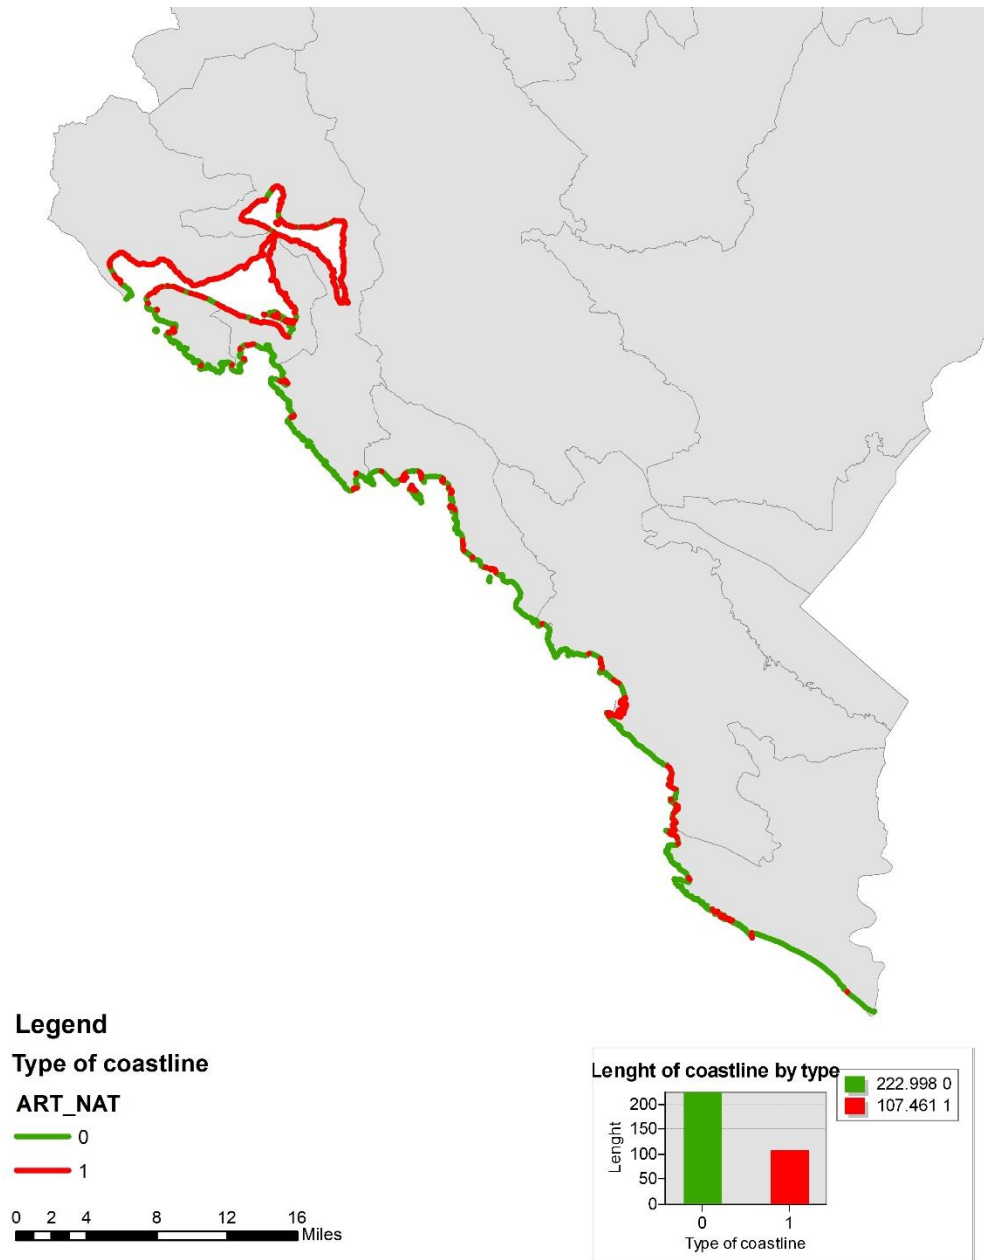 Legend
Type of coastline
ART_NAT
0
1
0 2 4 8 12 16
Miles
Lenght of coastline by type
222.998 0
107.461 1
Lenght
200
150
100
50
0
0 1
Type of coastline